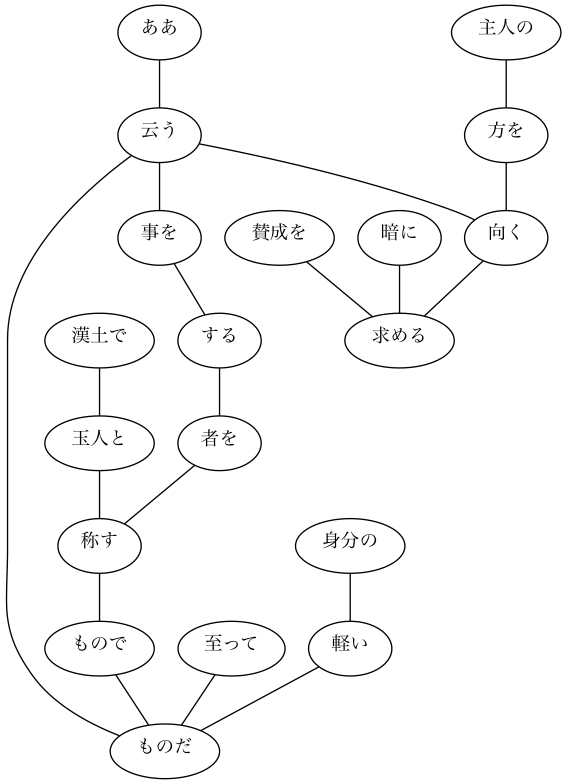 ああ
主人の
云う
方を
事を
賛成を
暗に
向く
漢土で
する
求める
玉人と
者を
称す
身分の
もので
至って
軽い
ものだ